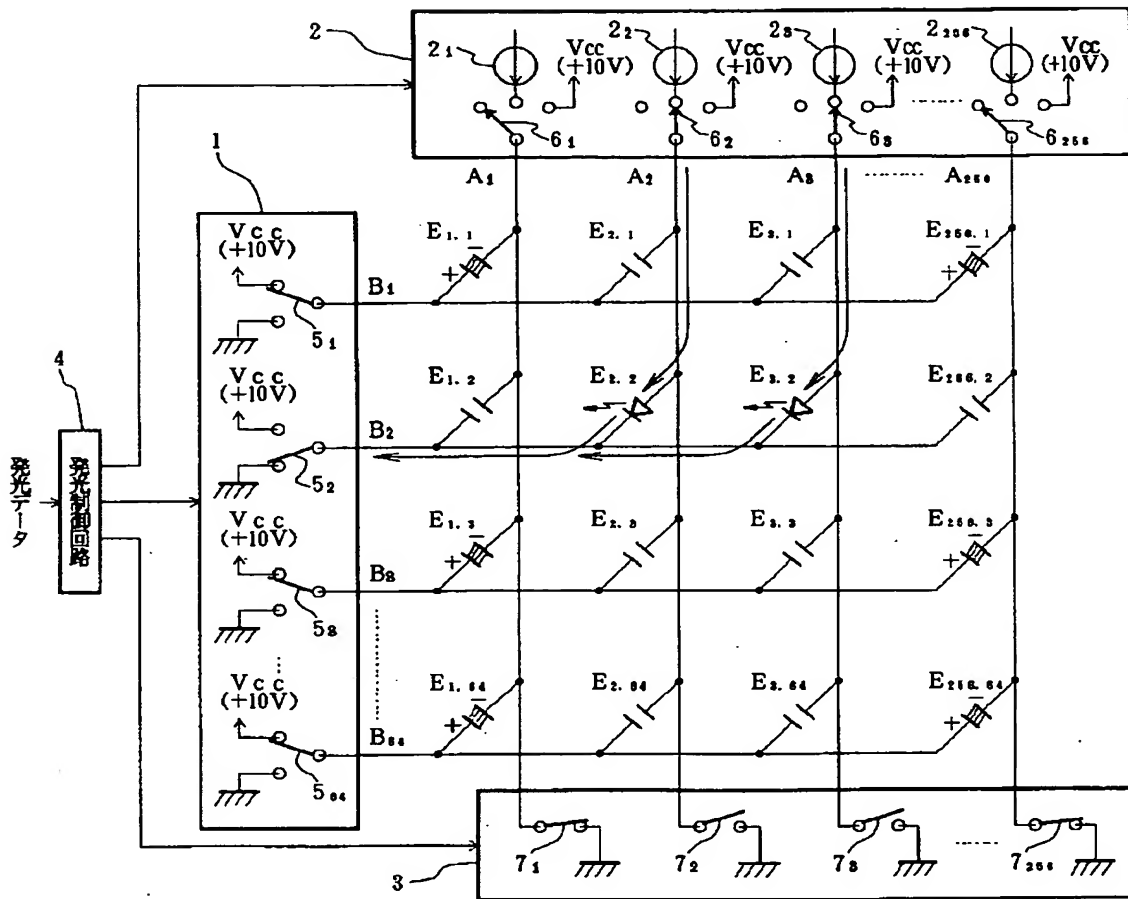 2
2₁
2₂
2₃
2₂₅₆
Vcc
(+10V)
Vcc
(+10V)
Vcc
(+10V)
Vcc
(+10V)
6₁
6₂
6₃
6₂₅₆
1
A₁
A₂
A₃
A₂₅₆
Vcc
(+10V)
E₁.₁
E₂.₁
E₃.₁
E₂₅₆.₁
+
−
+
−
B₁
5₁
4
Vcc
(+10V)
E₁.₂
E₂.₂
E₃.₂
E₂₅₆.₂
B₂
5₂
発光データ
発光制御回路
Vcc
(+10V)
E₁.₃
E₂.₃
E₃.₃
E₂₅₆.₃
+
−
+
−
B₃
5₃
Vcc
(+10V)
E₁.₆₄
E₂.₆₄
E₃.₆₄
E₂₅₆.₆₄
+
−
+
−
B₆₄
5₆₄
7₁
7₂
7₃
7₂₅₆
3